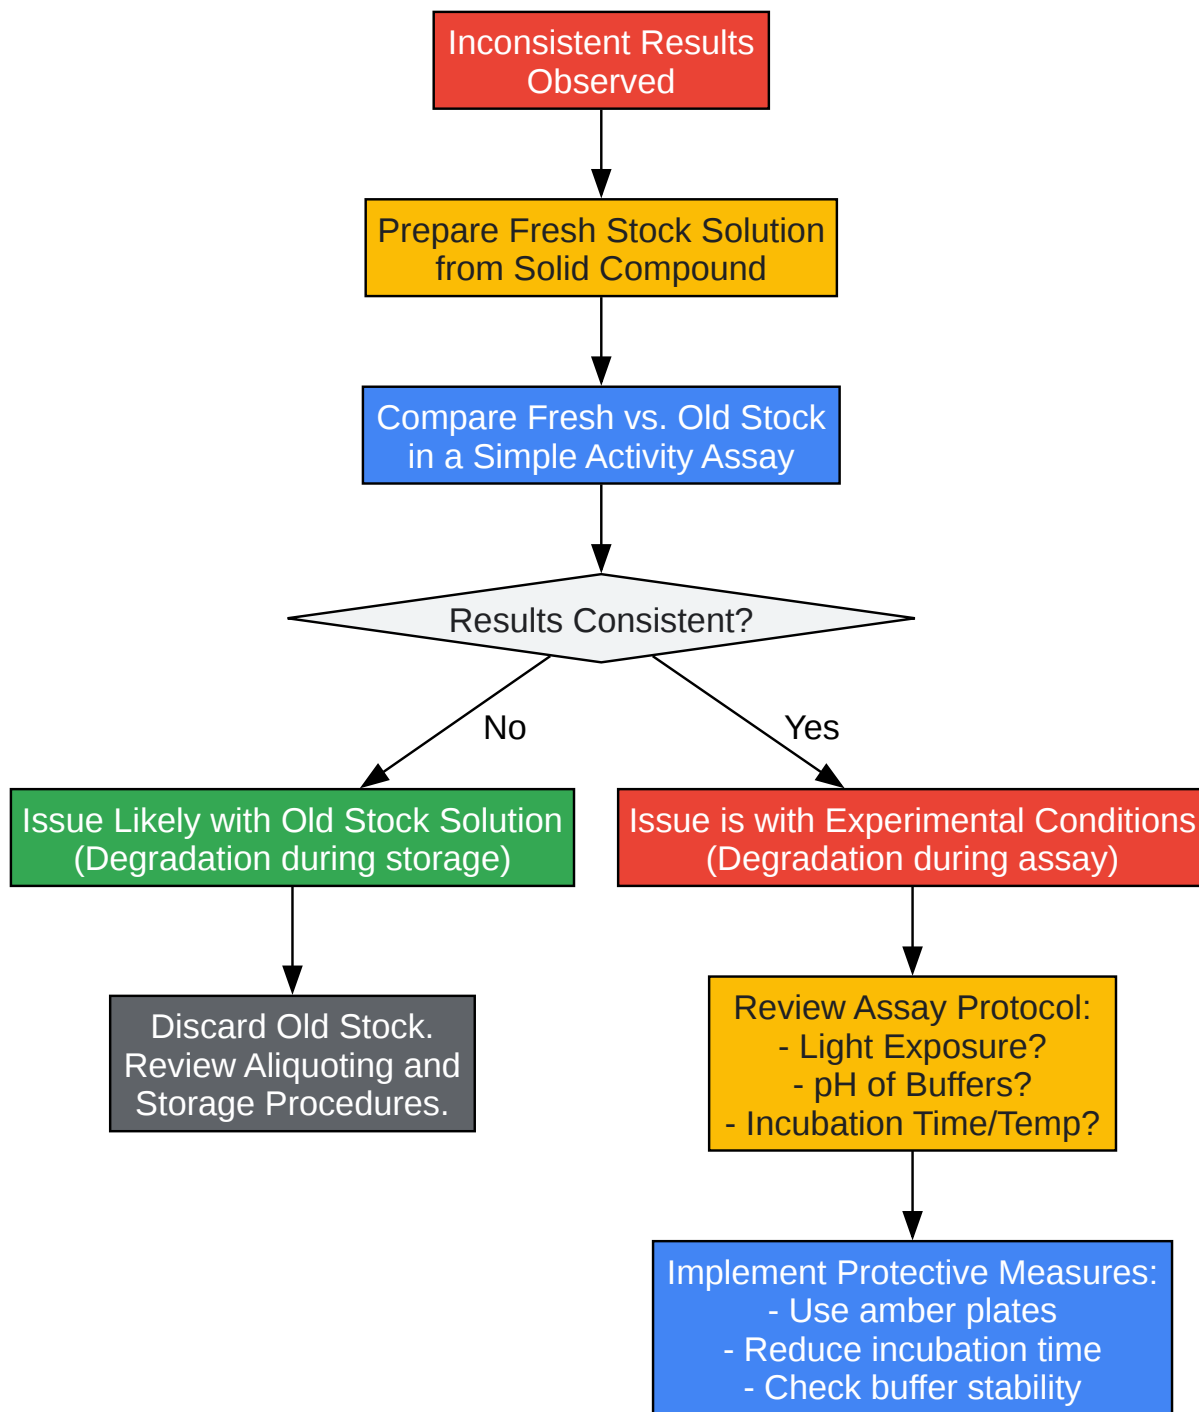 Inconsistent Results
Observed
Prepare Fresh Stock Solution
from Solid Compound
Compare Fresh vs. Old Stock
in a Simple Activity Assay
Results Consistent?
No
Yes
Issue Likely with Old Stock Solution
(Degradation during storage)
Issue is with Experimental Conditions
(Degradation during assay)
Discard Old Stock.
Review Aliquoting and
Storage Procedures.
Review Assay Protocol:
- Light Exposure?
- pH of Buffers?
- Incubation Time/Temp?
Implement Protective Measures:
- Use amber plates
- Reduce incubation time
- Check buffer stability